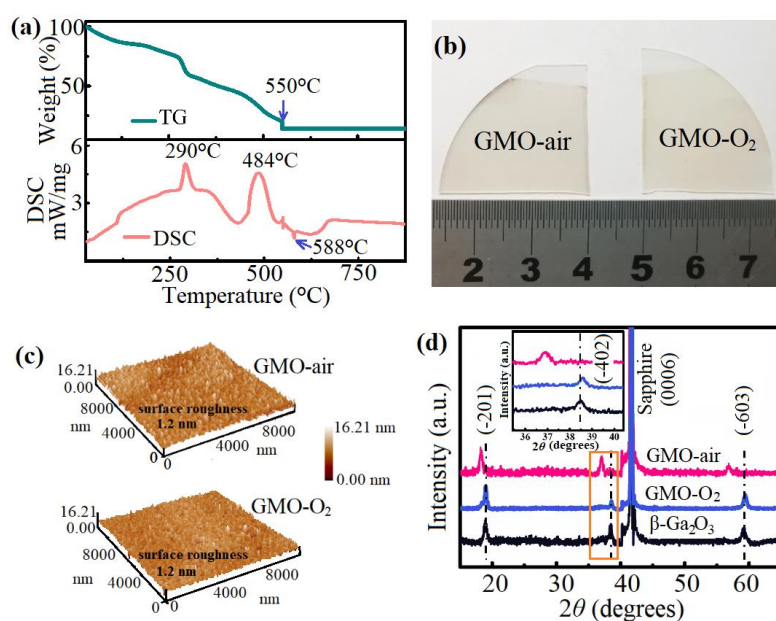 (a)
100
75
50
Weight (%)
550°C
TG
6
290°C
484°C
DSC
mW/mg
3
DSC
588°C
250
500
750
Temperature (°C)
(b)
GMO-air
GMO-O₂
2 3 4 5 6 7
(c)
GMO-air
16.21
0.00
8000
nm
4000
0
surface roughness
1.2 nm
0
4000
8000
nm
16.21 nm
0.00 nm
GMO-O₂
16.21
0.00
8000
nm
4000
0
surface roughness
1.2 nm
0
4000
8000
nm
(d)
Intensity (a.u.)
(-402)
36 37 38 39 40
2θ (degrees)
Sapphire
(0006)
(-201)
(-603)
GMO-air
GMO-O₂
β-Ga₂O₃
Intensity (a.u.)
20 30 40 50 60
2θ (degrees)